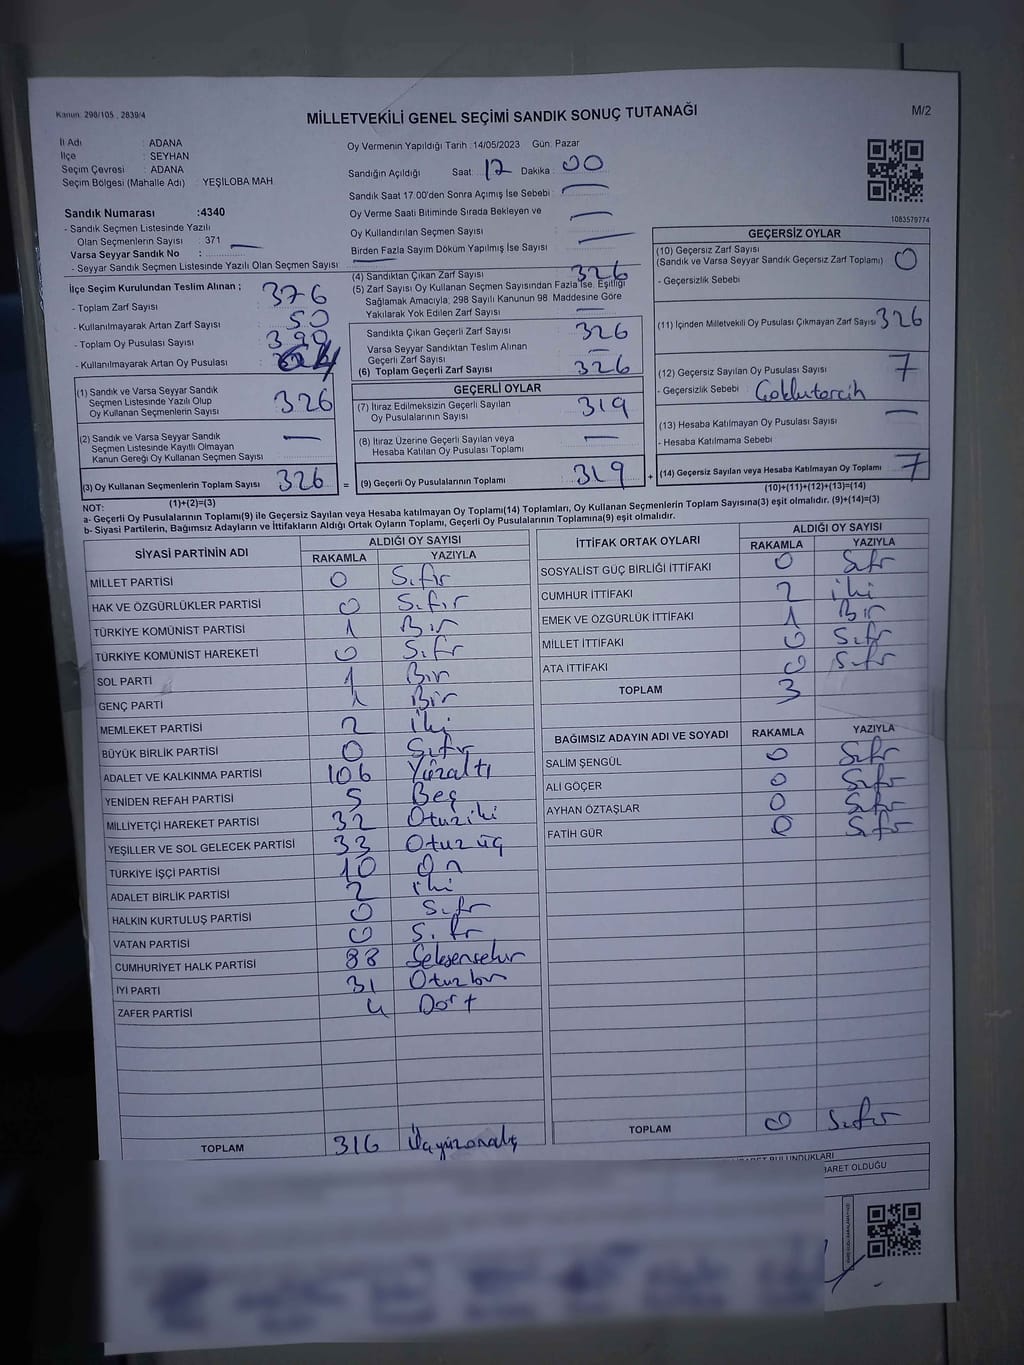 Kanun: 298/105 , 2839/4
MİLLETVEKİLİ GENEL SEÇİMİ SANDIK SONUÇ TUTANAĞI
M/2
İl Adı : ADANA
İlçe : SEYHAN
Seçim Çevresi : ADANA
Seçim Bölgesi (Mahalle Adı) : YEŞİLOBA MAH
Sandık Numarası :4340
- Sandık Seçmen Listesinde Yazılı
Olan Seçmenlerin Sayısı : 371
Varsa Seyyar Sandık No :
- Seyyar Sandık Seçmen Listesinde Yazılı Olan Seçmen Sayısı:
Oy Vermenin Yapıldığı Tarih : 14/05/2023 Gün: Pazar
Sandığın Açıldığı Saat: 17 Dakika: 00
Sandık Saat 17:00'den Sonra Açımış İse Sebebi : —
Oy Verme Saati Bitiminde Sırada Bekleyen ve
Oy Kullandırılan Seçmen Sayısı : —
Birden Fazla Sayım Döküm Yapılmış İse Sayısı : —
1083579774
İlçe Seçim Kurulundan Teslim Alınan ;
- Toplam Zarf Sayısı : 376
- Kullanılmayarak Artan Zarf Sayısı : 50
- Toplam Oy Pusulası Sayısı : 390
- Kullanılmayarak Artan Oy Pusulası : 64
(1) Sandık ve Varsa Seyyar Sandık
Seçmen Listesinde Yazılı Olup
Oy Kullanan Seçmenlerin Sayısı : 326
(2) Sandık ve Varsa Seyyar Sandık
Seçmen Listesinde Kayıtlı Olmayan
Kanun Gereği Oy Kullanan Seçmen Sayısı : —
(3) Oy Kullanan Seçmenlerin Toplam Sayısı : 326
(1)+(2)=(3)
(4) Sandıktan Çıkan Zarf Sayısı : 326
(5) Zarf Sayısı Oy Kullanan Seçmen Sayısından Fazla İse, Eşitliği
Sağlamak Amacıyla, 298 Sayılı Kanunun 98. Maddesine Göre
Yakılarak Yok Edilen Zarf Sayısı : —
Sandıkta Çıkan Geçerli Zarf Sayısı : 326
Varsa Seyyar Sandıktan Teslim Alınan
Geçerli Zarf Sayısı : —
(6) Toplam Geçerli Zarf Sayısı : 326
GEÇERLİ OYLAR
(7) İtiraz Edilmeksizin Geçerli Sayılan
Oy Pusulalarının Sayısı : 319
(8) İtiraz Üzerine Geçerli Sayılan veya
Hesaba Katılan Oy Pusulası Toplamı : —
= (9) Geçerli Oy Pusulalarının Toplamı : 319 +
GEÇERSİZ OYLAR
(10) Geçersiz Zarf Sayısı
(Sandık ve Varsa Seyyar Sandık Geçersiz Zarf Toplamı) : 0
- Geçersizlik Sebebi :
(11) İçinden Milletvekili Oy Pusulası Çıkmayan Zarf Sayısı : 326
(12) Geçersiz Sayılan Oy Pusulası Sayısı : 7
- Geçersizlik Sebebi : Çoklutercih
(13) Hesaba Katılmayan Oy Pusulası Sayısı : —
- Hesaba Katılmama Sebebi :
(14) Geçersiz Sayılan veya Hesaba Katılmayan Oy Toplamı : 7
(10)+(11)+(12)+(13)=(14)
NOT:
a- Geçerli Oy Pusulalarının Toplamı(9) ile Geçersiz Sayılan veya Hesaba Katılmayan Oy Toplamı(14) Toplamları, Oy Kullanan Seçmenlerin Toplam Sayısına(3) eşit olmalıdır. (9)+(14)=(3)
b- Siyasi Partilerin, Bağımsız Adayların ve İttifakların Aldığı Ortak Oyların Toplamı, Geçerli Oy Pusulalarının Toplamına(9) eşit olmalıdır.
SİYASİ PARTİNİN ADI ALDIĞI OY SAYISI
RAKAMLA YAZIYLA
MİLLET PARTİSİ 0 Sıfır
HAK VE ÖZGÜRLÜKLER PARTİSİ 0 Sıfır
TÜRKİYE KOMÜNİST PARTİSİ 1 Bir
TÜRKİYE KOMÜNİST HAREKETİ 0 Sıfır
SOL PARTİ 1 Bir
GENÇ PARTİ 1 Bir
MEMLEKET PARTİSİ 2 iki
BÜYÜK BİRLİK PARTİSİ 0 Sıfır
ADALET VE KALKINMA PARTİSİ 106 Yüzaltı
YENİDEN REFAH PARTİSİ 5 Beş
MİLLİYETÇİ HAREKET PARTİSİ 32 Otuziki
YEŞİLLER VE SOL GELECEK PARTİSİ 33 Otuzüç
TÜRKİYE İŞÇİ PARTİSİ 10 On
ADALET BİRLİK PARTİSİ 2 iki
HALKIN KURTULUŞ PARTİSİ 0 Sıfır
VATAN PARTİSİ 0 Sıfır
CUMHURİYET HALK PARTİSİ 88 Seksensekiz
İYİ PARTİ 31 Otuzbir
ZAFER PARTİSİ 4 Dört
TOPLAM 316 Üçyüzonaltı
İTTİFAK ORTAK OYLARI ALDIĞI OY SAYISI
RAKAMLA YAZIYLA
SOSYALİST GÜÇ BİRLİĞİ İTTİFAKI 0 Sıfır
CUMHUR İTTİFAKI 2 iki
EMEK VE ÖZGÜRLÜK İTTİFAKI 1 Bir
MİLLET İTTİFAKI 0 Sıfır
ATA İTTİFAKI 0 Sıfır
TOPLAM 3
ALDIĞI OY SAYISI
BAĞIMSIZ ADAYIN ADI VE SOYADI RAKAMLA YAZIYLA
SALİM ŞENGÜL 0 Sıfır
ALİ GÖÇER 0 Sıfır
AYHAN ÖZTAŞLAR 0 Sıfır
FATİH GÜR 0 Sıfır
TOPLAM 0 Sıfır
BULUNDUKLARI
BARET OLDUĞU